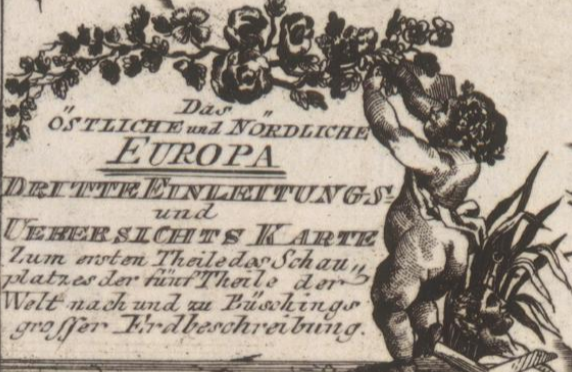 Das
ÖSTLICHE und NÖRDLICHE
EUROPA
DRITTE EINLEITUNGS=
und
UEBERSICHTS KARTE
Zum ersten Theile des Schau„
platzes der fünf Theile der
Welt nach und zu Büschings
grosser Erdbeschreibung.